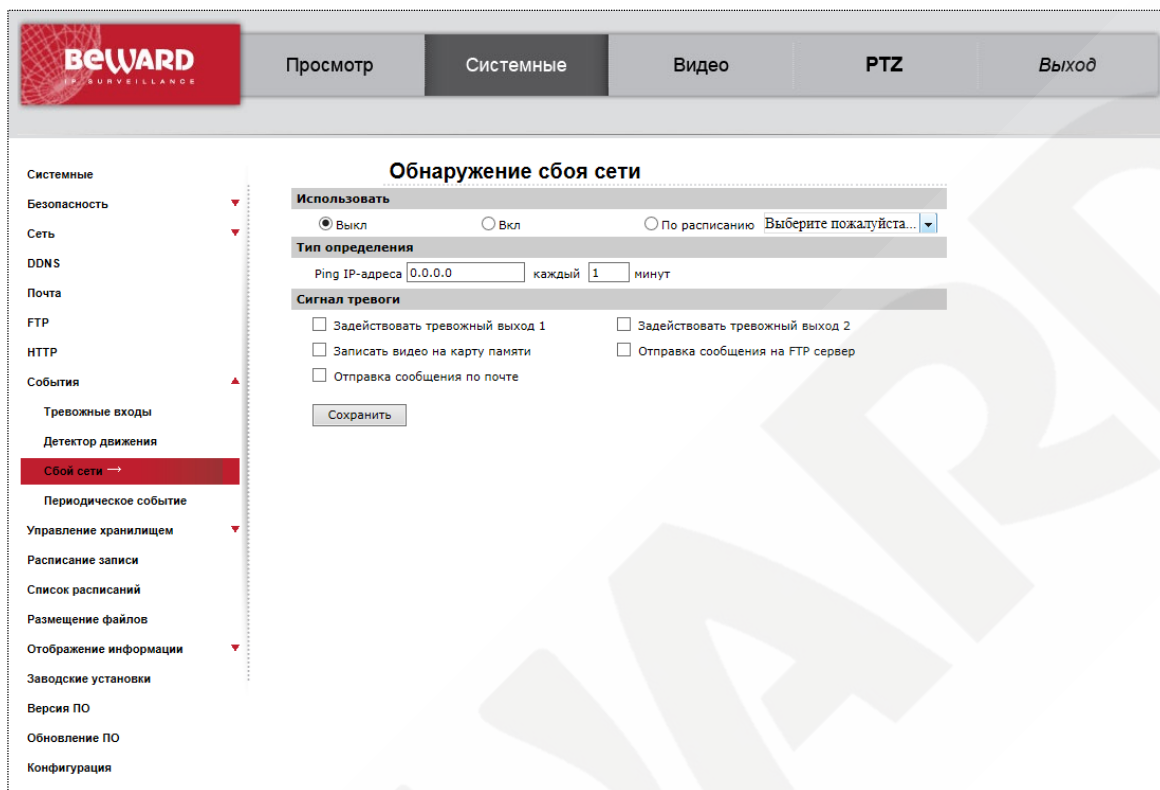 BEWARD
IP SURVEILLANCE
Просмотр
Системные
Видео
PTZ
Выход
Системные
Безопасность
Сеть
DDNS
Почта
FTP
HTTP
События
Тревожные входы
Детектор движения
Сбой сети →
Периодическое событие
Управление хранилищем
Расписание записи
Список расписаний
Размещение файлов
Отображение информации
Заводские установки
Версия ПО
Обновление ПО
Конфигурация
Обнаружение сбоя сети
Использовать
Выкл Вкл По расписанию Выберите пожалуйста...
Тип определения
Ping IP-адреса 0.0.0.0 каждый 1 минут
Сигнал тревоги
Задействовать тревожный выход 1 Задействовать тревожный выход 2
Записать видео на карту памяти Отправка сообщения на FTP сервер
Отправка сообщения по почте
Сохранить